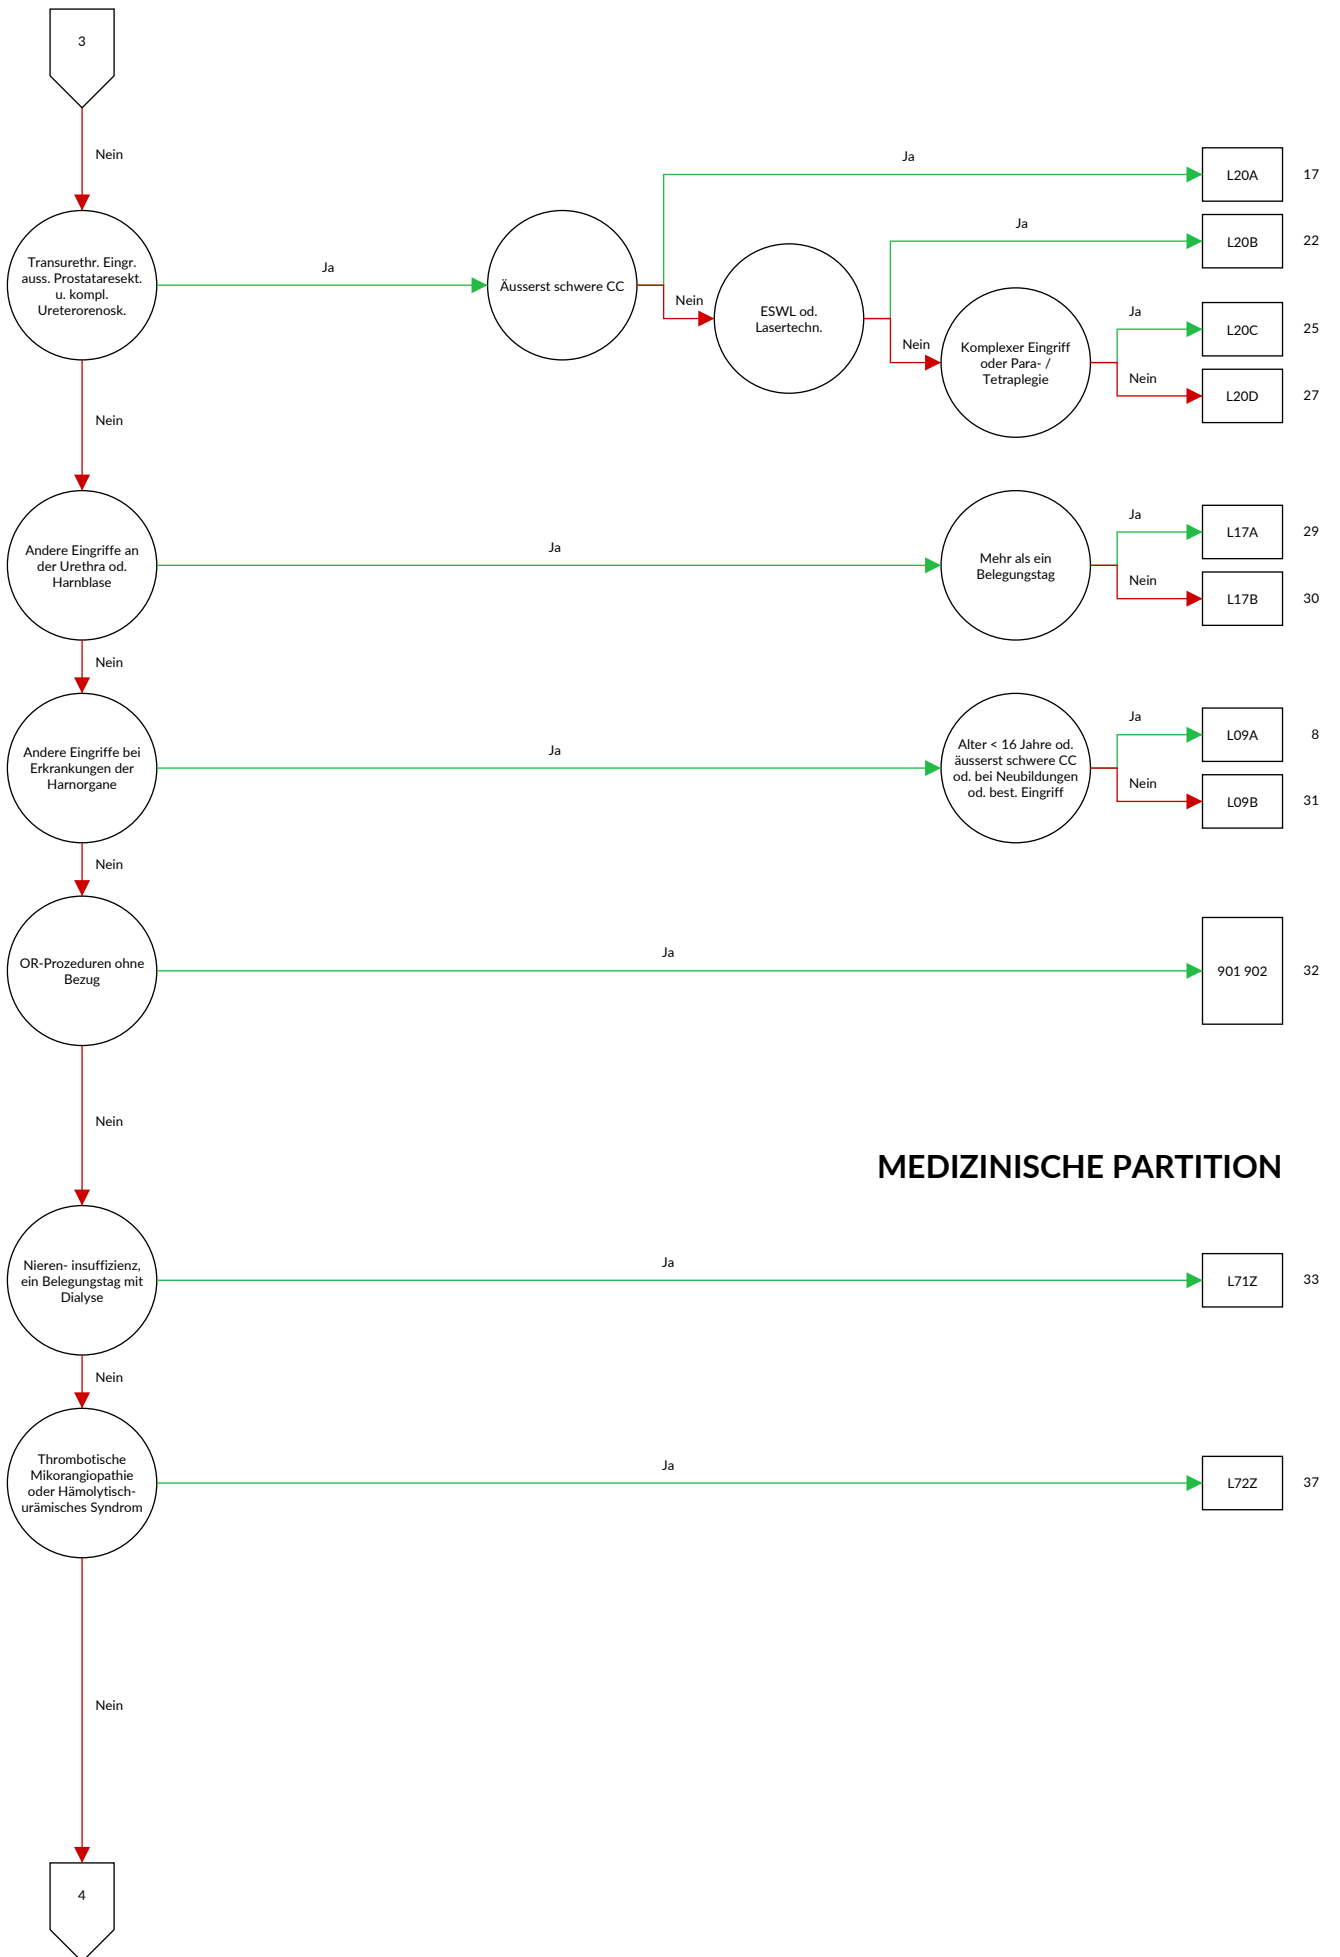 3
Nein
Ja
L20A 17
Ja
L20B 22
Transurethr. Eingr.
auss. Prostataresekt.
u. kompl.
Ureterorenosk.
Ja
Äusserst schwere CC
Nein
ESWL od.
Lasertechn.
Nein
Komplexer Eingriff
oder Para- /
Tetraplegie
Ja
L20C 25
Nein
L20D 27
Nein
Andere Eingriffe an
der Urethra od.
Harnblase
Ja
Mehr als ein
Belegungstag
Ja
L17A 29
Nein
L17B 30
Nein
Andere Eingriffe bei
Erkrankungen der
Harnorgane
Ja
Alter < 16 Jahre od.
äusserst schwere CC
od. bei Neubildungen
od. best. Eingriff
Ja
L09A 8
Nein
L09B 31
Nein
OR-Prozeduren ohne
Bezug
Ja
901 902 32
Nein
MEDIZINISCHE PARTITION
Nieren- insuffizienz,
ein Belegungstag mit
Dialyse
Ja
L71Z 33
Nein
Thrombotische
Mikorangiopathie
oder Hämolytisch-
urämisches Syndrom
Ja
L72Z 37
Nein
4